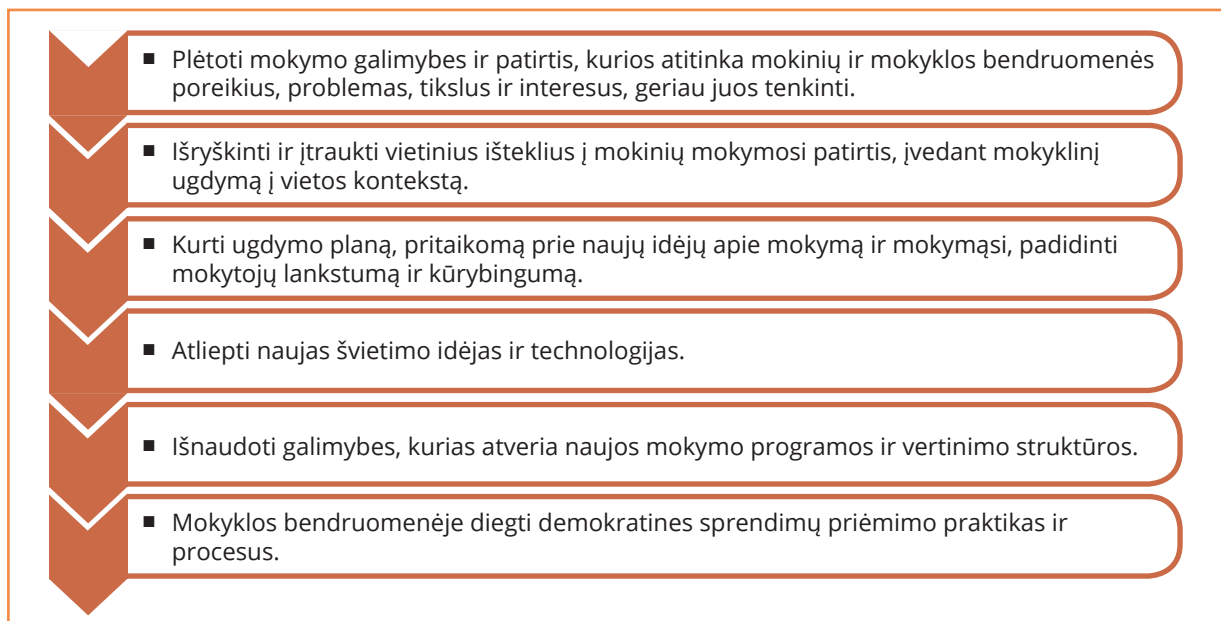 ▪ Plėtoti mokymo galimybes ir patirtis, kurios atitinka mokinių ir mokyklos bendruomenės
poreikius, problemas, tikslus ir interesus, geriau juos tenkinti.
▪ Išryškinti ir įtraukti vietinius išteklius į mokinių mokymosi patirtis, įvedant mokyklinį
ugdymą į vietos kontekstą.
▪ Kurti ugdymo planą, pritaikomą prie naujų idėjų apie mokymą ir mokymąsi, padidinti
mokytojų lankstumą ir kūrybingumą.
▪ Atliepti naujas švietimo idėjas ir technologijas.
▪ Išnaudoti galimybes, kurias atveria naujos mokymo programos ir vertinimo struktūros.
▪ Mokyklos bendruomenėje diegti demokratines sprendimų priėmimo praktikas ir
procesus.